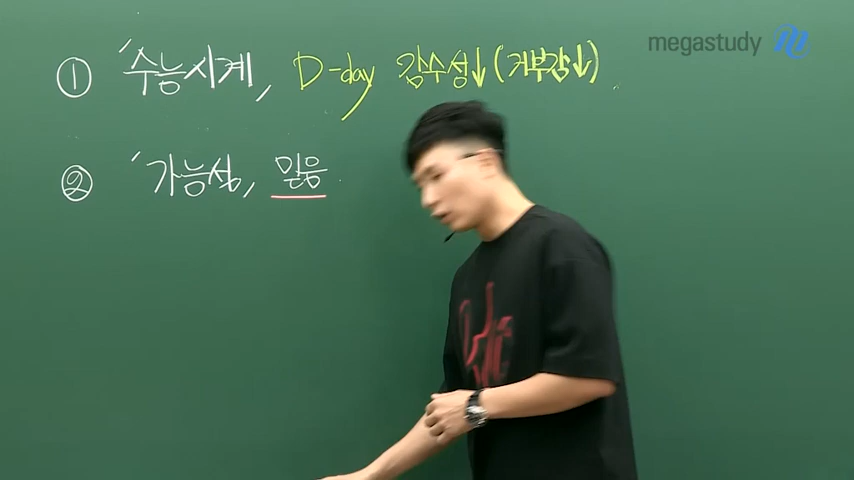 megastudy
① '수능시계, D-day 감수성↓(거부감↓)
② '가능성, 믿음